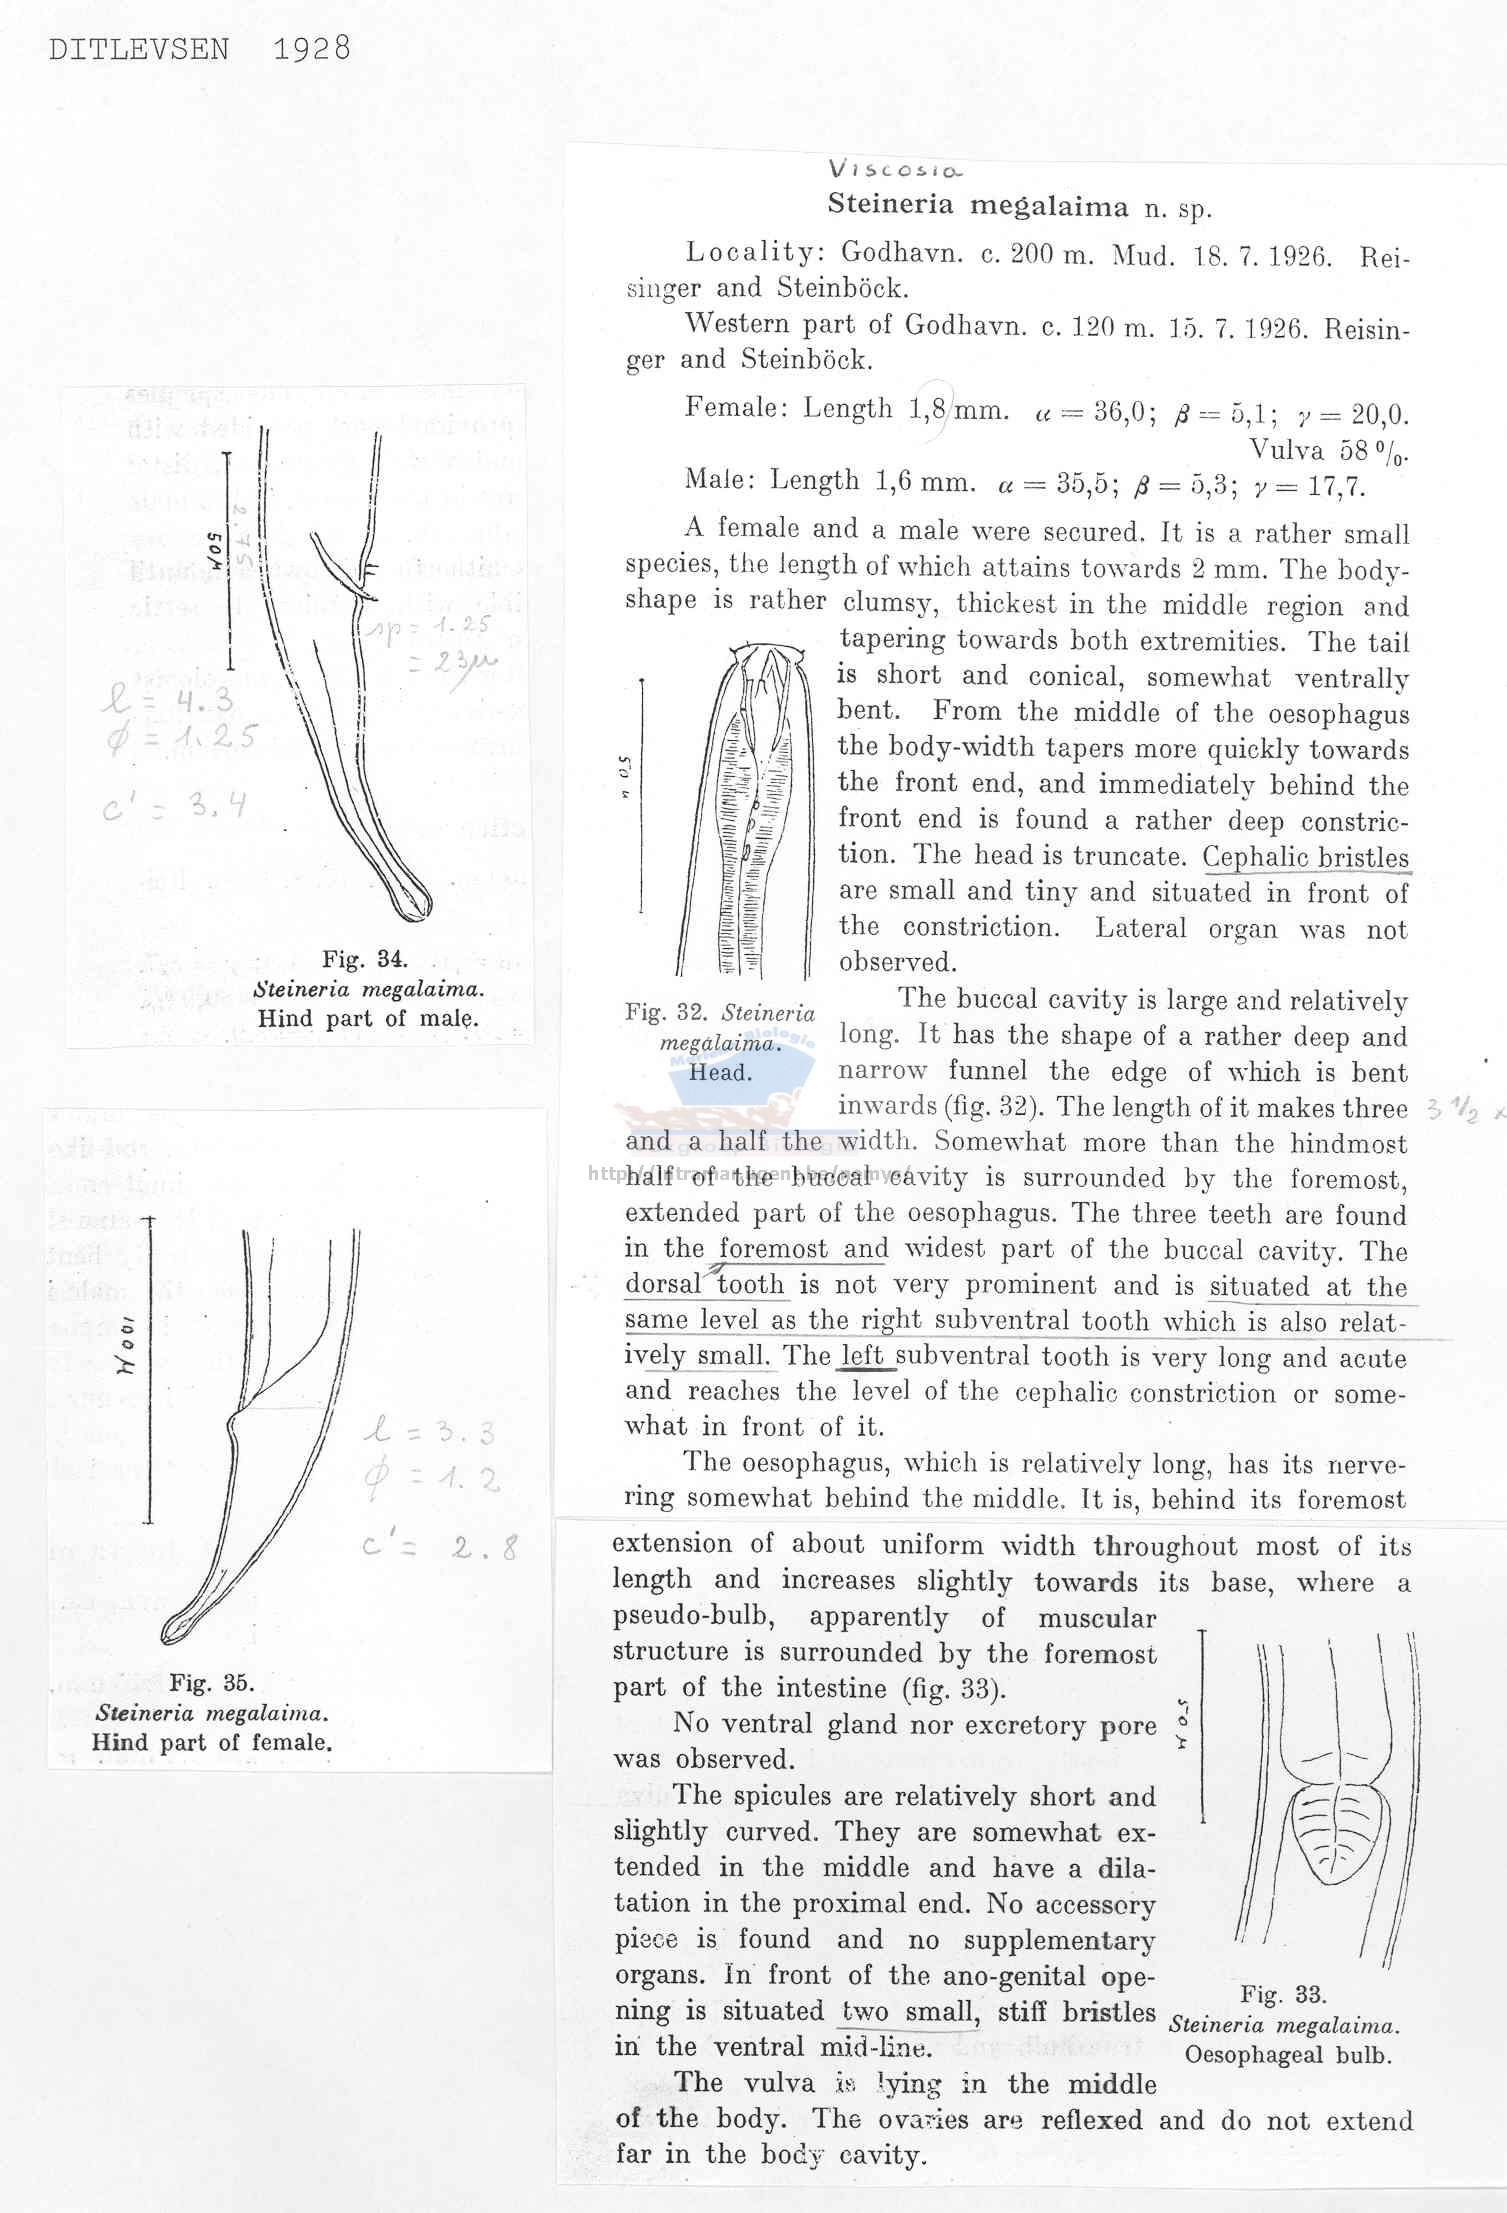 DITLEVSEN 1928
Viscosia
Steineria megalaima n. sp.
Locality: Godhavn. c. 200 m. Mud. 18. 7. 1926. Rei-
singer and Steinböck.
Western part of Godhavn. c. 120 m. 15. 7. 1926. Reisin-
ger and Steinböck.
Female: Length 1,8 mm. α = 36,0; β = 5,1; γ = 20,0.
Vulva 58 %.
Male: Length 1,6 mm. α = 35,5; β = 5,3; γ = 17,7.
A female and a male were secured. It is a rather small
species, the length of which attains towards 2 mm. The body-
shape is rather clumsy, thickest in the middle region and
tapering towards both extremities. The tail
is short and conical, somewhat ventrally
bent. From the middle of the oesophagus
the body-width tapers more quickly towards
the front end, and immediately behind the
front end is found a rather deep constric-
tion. The head is truncate. Cephalic bristles
are small and tiny and situated in front of
the constriction. Lateral organ was not
observed.
50 μ
Fig. 32. Steineria
megalaima.
Head.
The buccal cavity is large and relatively
long. It has the shape of a rather deep and
narrow funnel the edge of which is bent
inwards (fig. 32). The length of it makes three
3 1/2 x
and a half the width. Somewhat more than the hindmost
half of the buccal cavity is surrounded by the foremost,
extended part of the oesophagus. The three teeth are found
in the foremost and widest part of the buccal cavity. The
dorsal tooth is not very prominent and is situated at the
same level as the right subventral tooth which is also relat-
ively small. The left subventral tooth is very long and acute
and reaches the level of the cephalic constriction or some-
what in front of it.
The oesophagus, which is relatively long, has its nerve-
ring somewhat behind the middle. It is, behind its foremost
extension of about uniform width throughout most of its
length and increases slightly towards its base, where a
pseudo-bulb, apparently of muscular
structure is surrounded by the foremost
part of the intestine (fig. 33).
No ventral gland nor excretory pore
was observed.
The spicules are relatively short and
slightly curved. They are somewhat ex-
tended in the middle and have a dila-
tation in the proximal end. No accessory
piece is found and no supplementary
organs. In front of the ano-genital ope-
ning is situated two small, stiff bristles
in the ventral mid-line.
50 μ
Fig. 33.
Steineria megalaima.
Oesophageal bulb.
The vulva is lying in the middle
of the body. The ovaries are reflexed and do not extend
far in the body cavity.
50 μ
2.75
sp = 1.25
= 23μ
l = 4.3
φ = 1.25
c' = 3.4
Fig. 34.
Steineria megalaima.
Hind part of male.
100 μ
l = 3.3
φ = 1.2
c' = 2.8
Fig. 35.
Steineria megalaima.
Hind part of female.